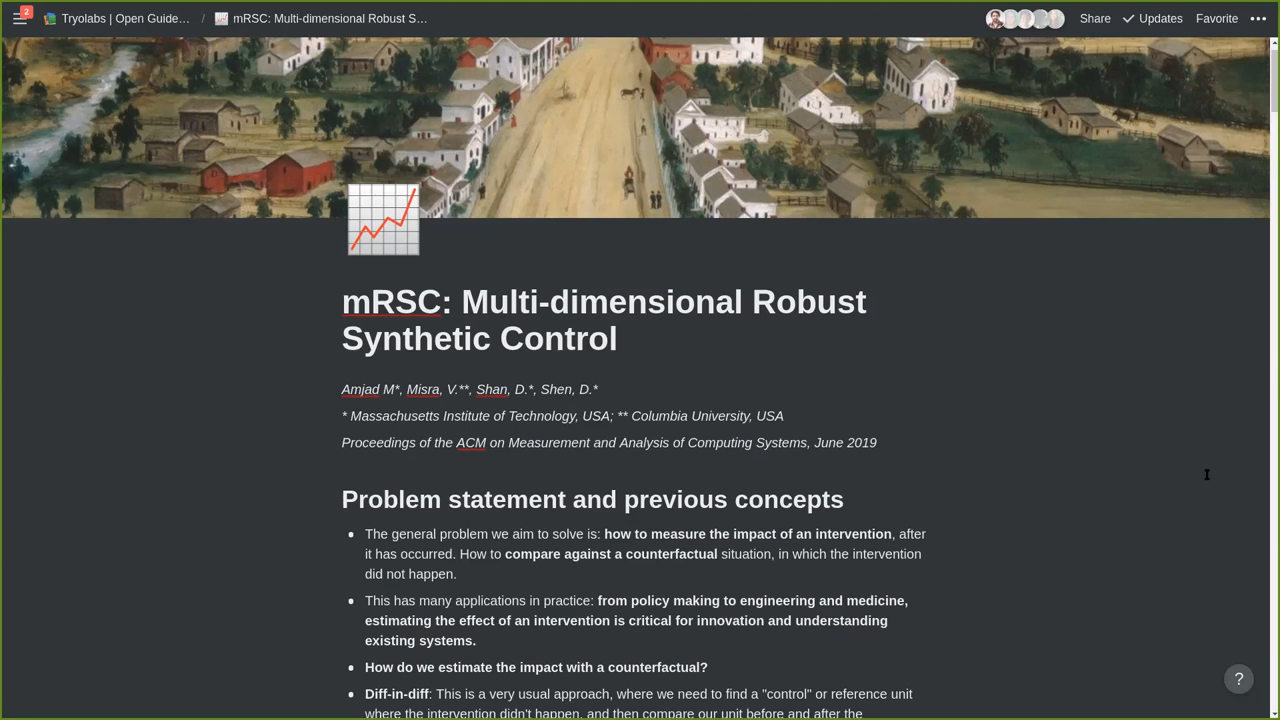 2
Tryolabs | Open Guide… / mRSC: Multi-dimensional Robust S… Share Updates Favorite
mRSC: Multi-dimensional Robust
Synthetic Control
Amjad M*, Misra, V.**, Shan, D.*, Shen, D.*
* Massachusetts Institute of Technology, USA; ** Columbia University, USA
Proceedings of the ACM on Measurement and Analysis of Computing Systems, June 2019
Problem statement and previous concepts
The general problem we aim to solve is: how to measure the impact of an intervention, after
it has occurred. How to compare against a counterfactual situation, in which the intervention
did not happen.
This has many applications in practice: from policy making to engineering and medicine,
estimating the effect of an intervention is critical for innovation and understanding
existing systems.
How do we estimate the impact with a counterfactual?
Diff-in-diff: This is a very usual approach, where we need to find a "control" or reference unit
where the intervention didn't happen, and then compare our unit before and after the
?